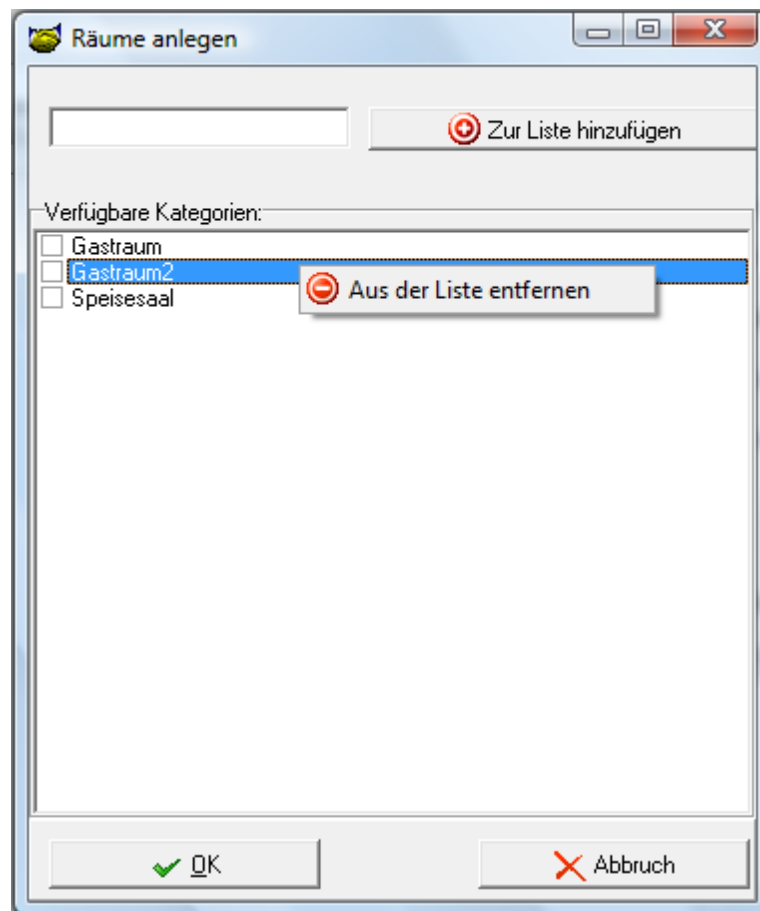 Räume anlegen
Zur Liste hinzufügen
Verfügbare Kategorien:
Gastraum
Gastraum2
Aus der Liste entfernen
Speisesaal
OK
Abbruch